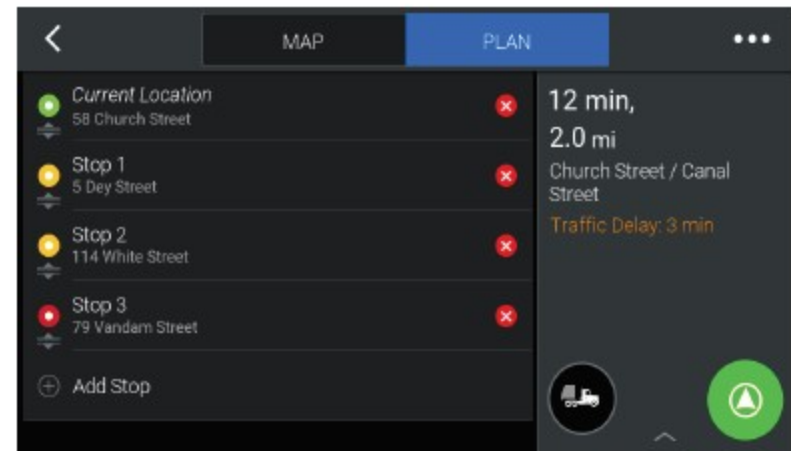 MAP
PLAN
Current Location
58 Church Street
Stop 1
5 Dey Street
Stop 2
114 White Street
Stop 3
79 Vandam Street
Add Stop
12 min,
2.0 mi
Church Street / Canal
Street
Traffic Delay: 3 min